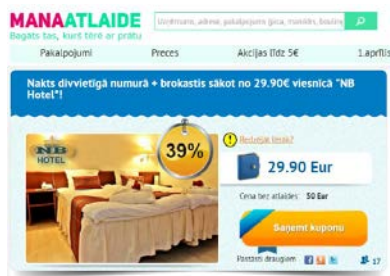 MANAATLAIDE
Bagāts tas, kurš tērē ar prātu
Pakalpojumi Preces Akcijas līdz 5€ 1.aprīlis
Nakts divvietīgā numurā + brokastis sākot no 29.90€ viesnīcā "NB
Hotel"!
NB
HOTEL
39%
29.90 Eur
Cena bez atlaides: 50 Eur
Saņemt kuponu
Pastāsti draugiem
17